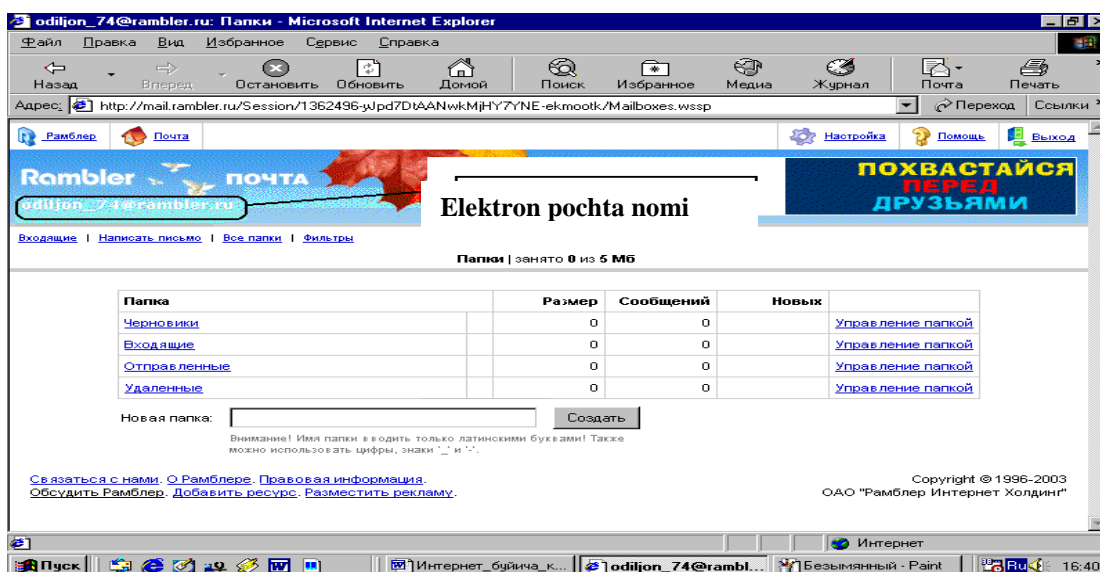 odiljon_74@rambler.ru: Папки - Microsoft Internet Explorer
Файл Правка Вид Избранное Сервис Справка
Назад Вперед Остановить Обновить Домой Поиск Избранное Медиа Журнал Почта Печать
Адрес: http://mail.rambler.ru/Session/1362496-yJpd7DtAANwkMjHY7YNE-ekmootk/Mailboxes.wssp Переход Ссылки
Рамблер Почта Настройка Помощь Выход
Rambler ПОЧТА
odiljon_74@rambler.ru
Elektron pochta nomi
ПОХВАСТАЙСЯ
ПЕРЕД
ДРУЗЬЯМИ
Входящие | Написать письмо | Все папки | Фильтры
Папки | занято 0 из 5 Мб
Папка Размер Сообщений Новых
Черновики 0 0 Управление папкой
Входящие 0 0 Управление папкой
Отправленные 0 0 Управление папкой
Удаленные 0 0 Управление папкой
Новая папка: Создать
Внимание! Имя папки вводить только латинскими буквами! Также
можно использовать цифры, знаки '_' и '-'.
Связаться с нами. О Рамблере. Правовая информация.
Обсудить Рамблер. Добавить ресурс. Разместить рекламу.
Copyright © 1996-2003
ОАО "Рамблер Интернет Холдинг"
Интернет
Пуск Интернет_буйича_к... odiljon_74@rambl... Безымянный - Paint Ru 16:40